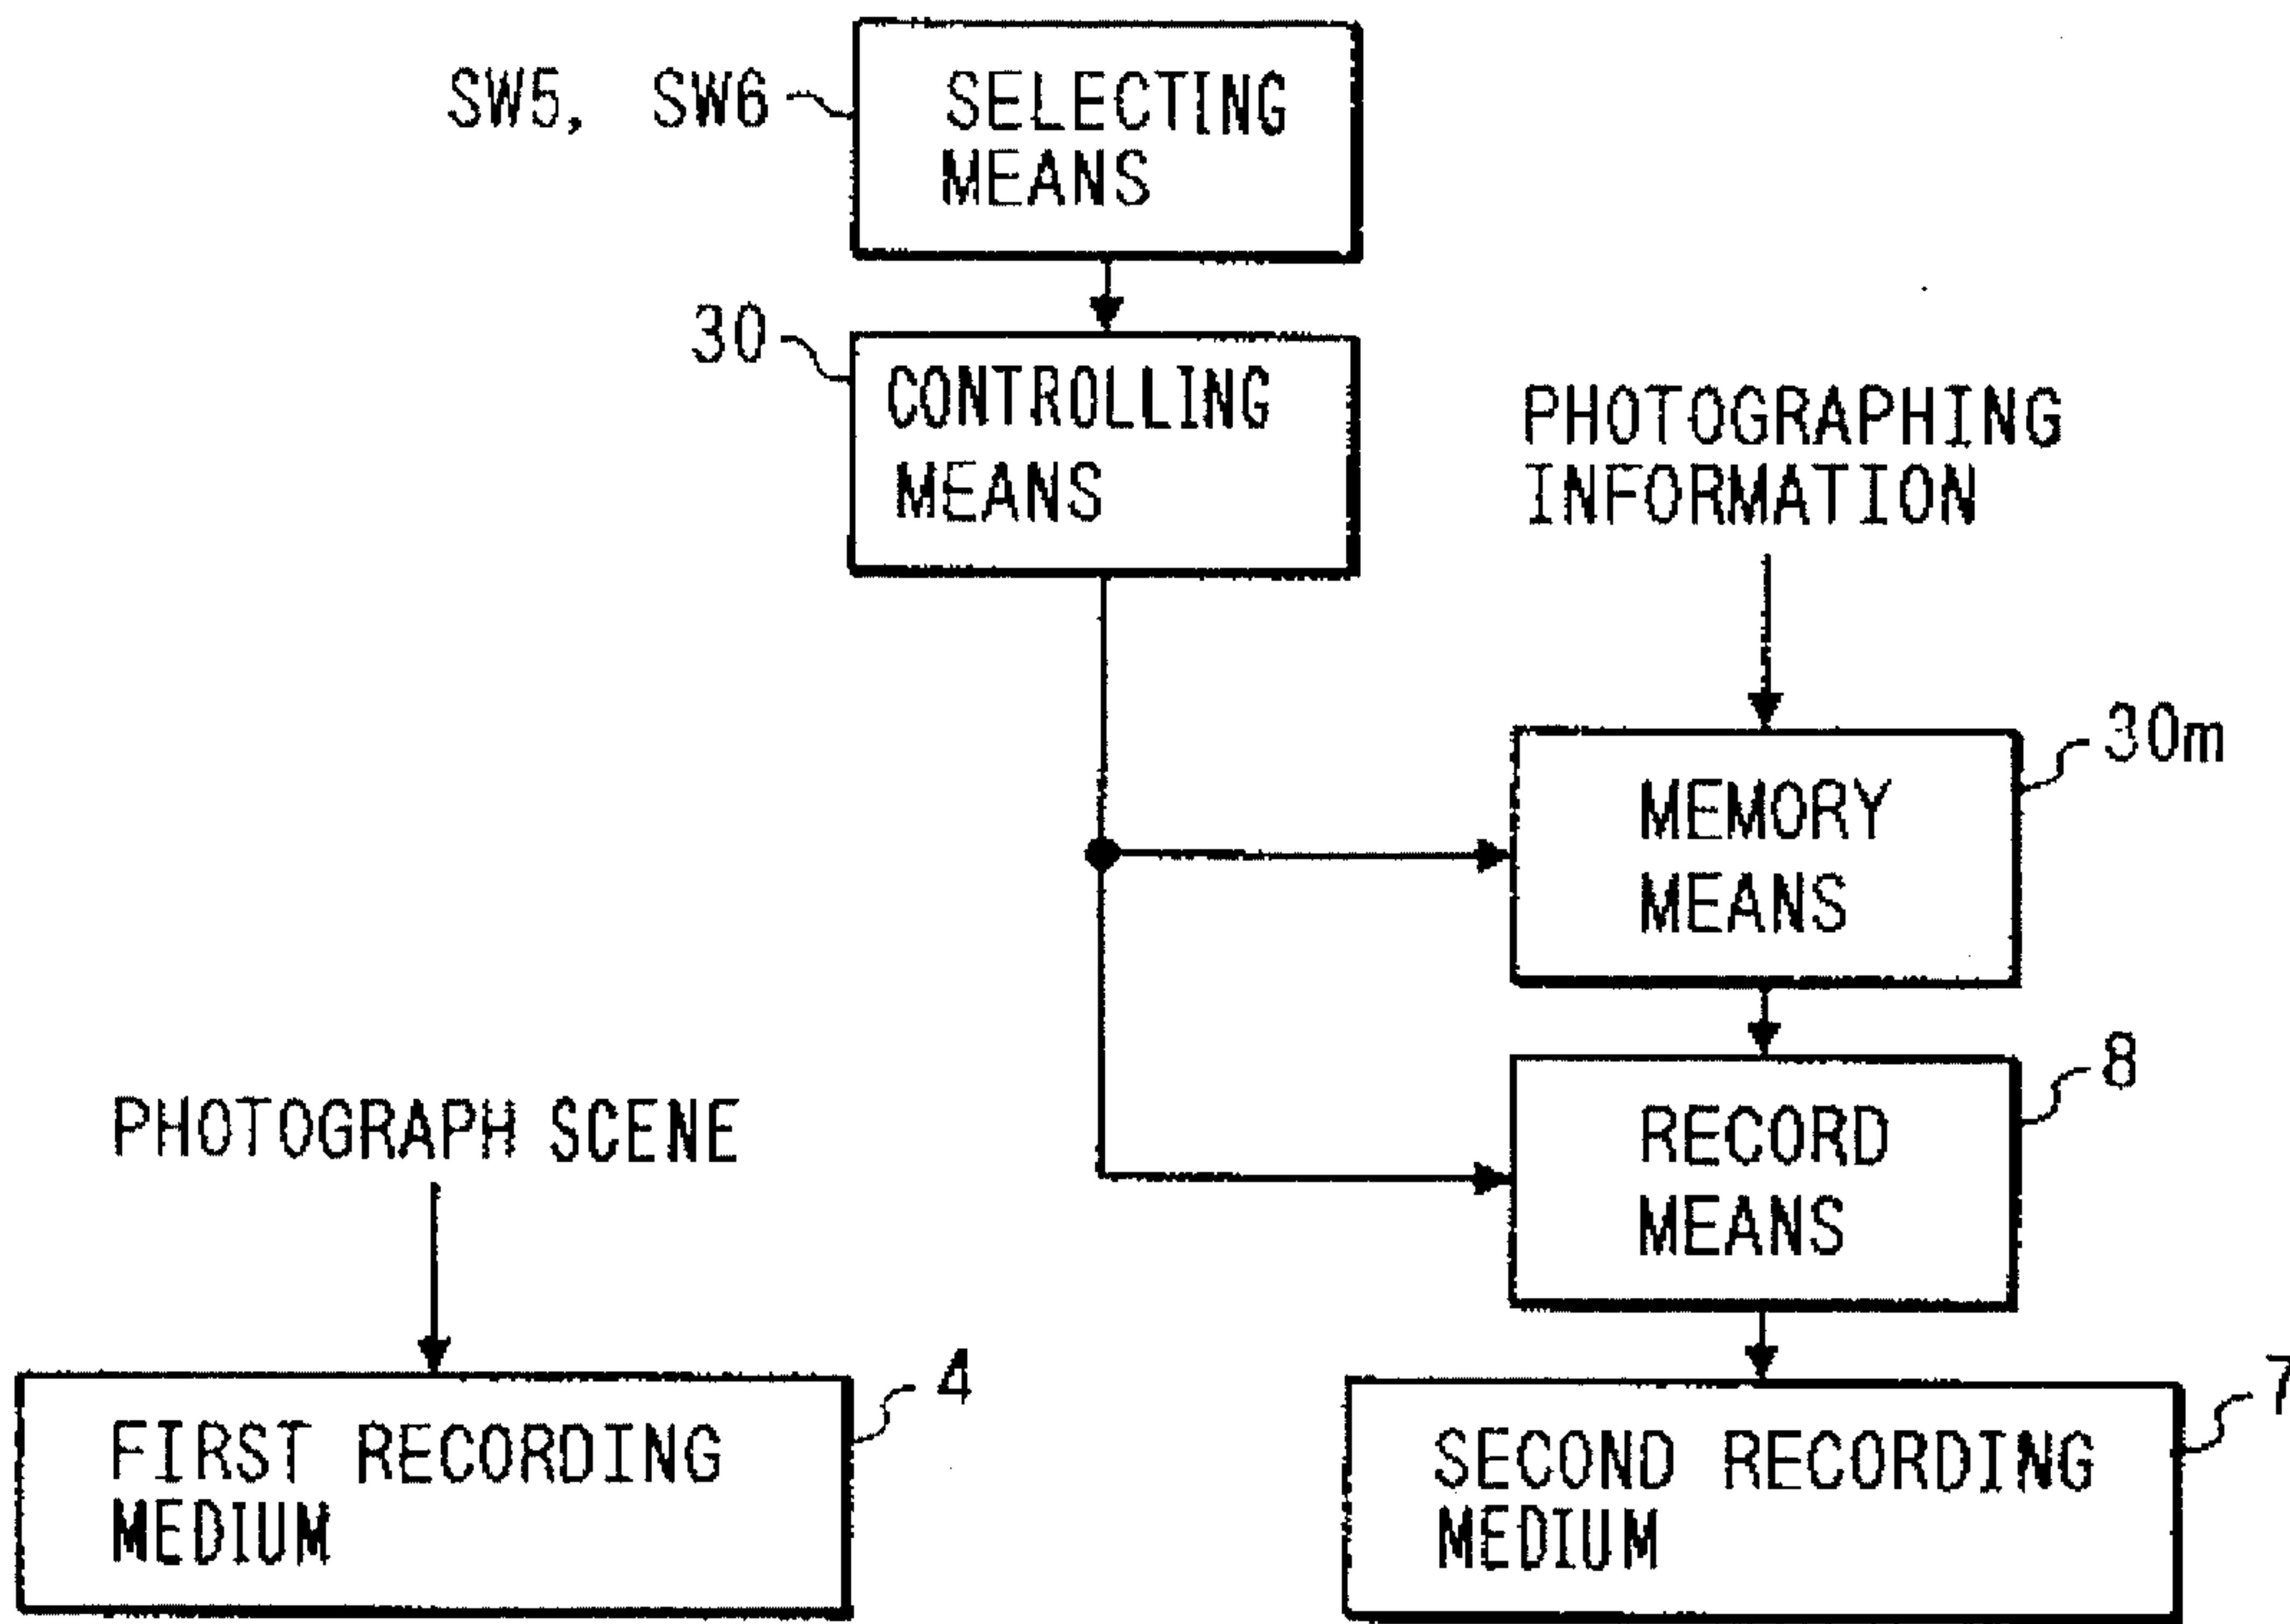 SW5, SW6
SELECTING
MEANS
30
CONTROLLING
MEANS
PHOTOGRAPHING
INFORMATION
30m
MEMORY
MEANS
8
RECORD
MEANS
PHOTOGRAPH SCENE
4
FIRST RECORDING
MEDIUM
7
SECOND RECORDING
MEDIUM